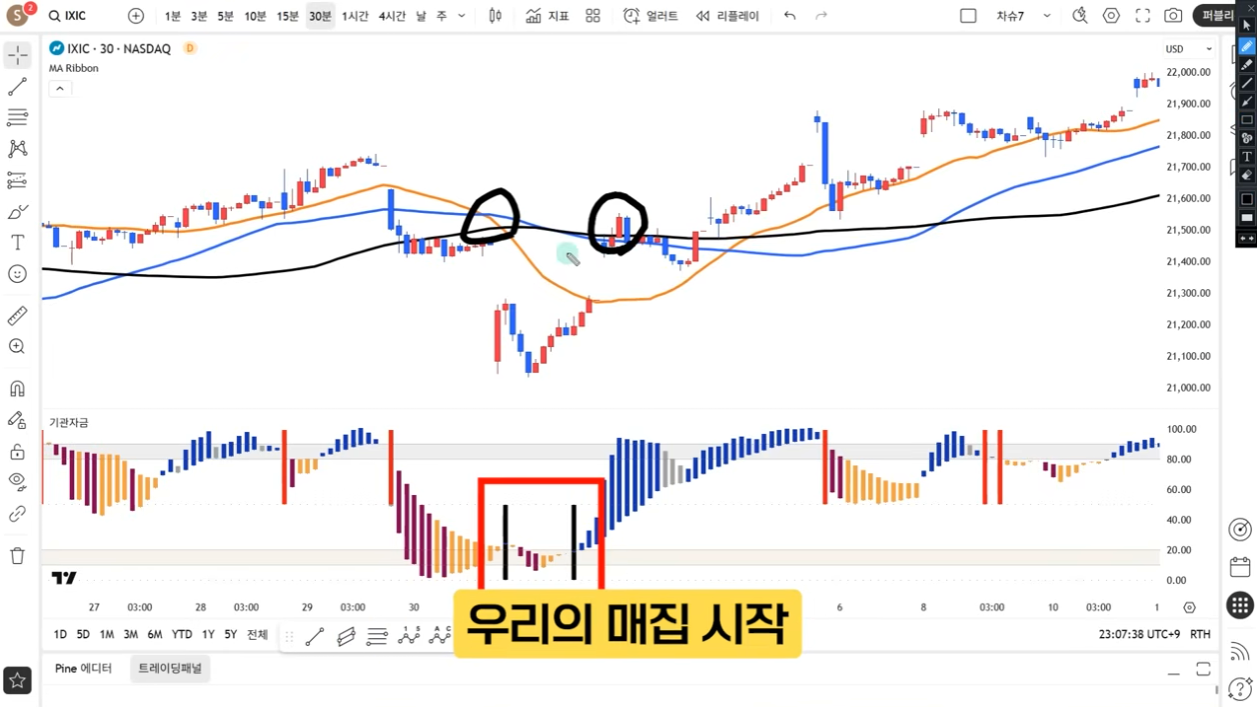 S 2 IXIC 1분 3분 5분 10분 15분 30분 1시간 4시간 날 주 지표 얼러트 리플레이 차슈7 퍼블리
IXIC · 30 · NASDAQ D USD
MA Ribbon
22,000.00
21,900.00
21,800.00
21,700.00
21,600.00
21,500.00
21,400.00
21,300.00
21,200.00
21,100.00
21,000.00
기관자금
100.00
80.00
60.00
40.00
20.00
0.00
27 03:00 28 03:00 29 03:00 30 6 03:00 8 03:00 10 03:00 1
우리의 매집 시작
1D 5D 1M 3M 6M YTD 1Y 5Y 전체 23:07:38 UTC+9 RTH
Pine 에디터 트레이딩패널